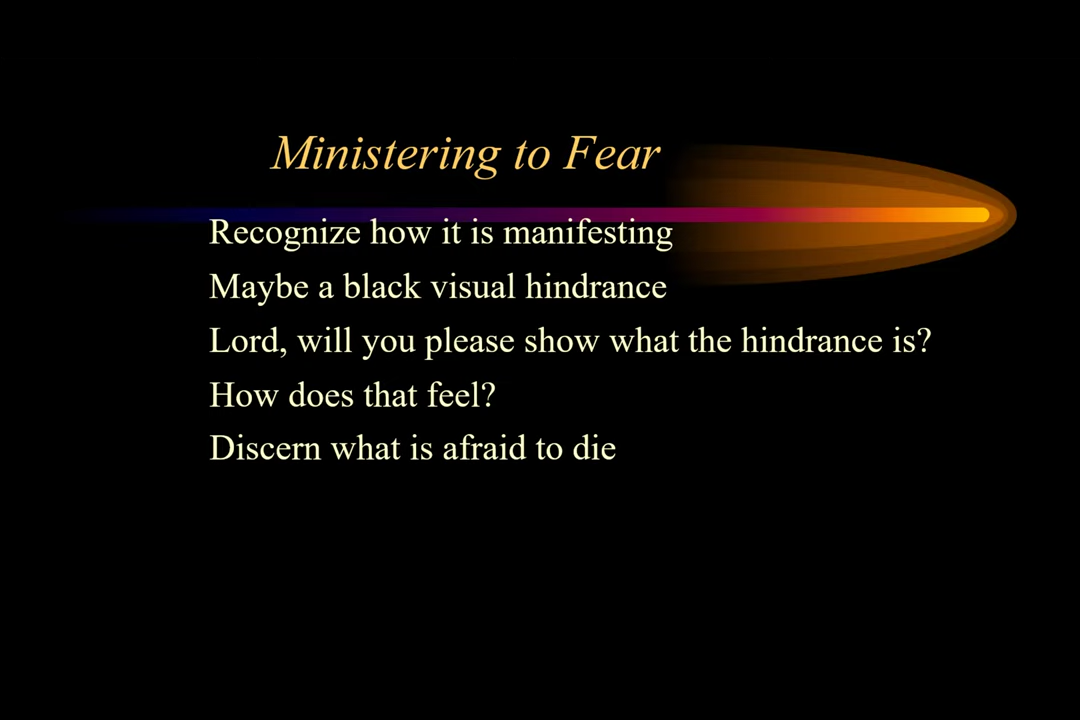 Ministering to Fear
Recognize how it is manifesting
Maybe a black visual hindrance
Lord, will you please show what the hindrance is?
How does that feel?
Discern what is afraid to die